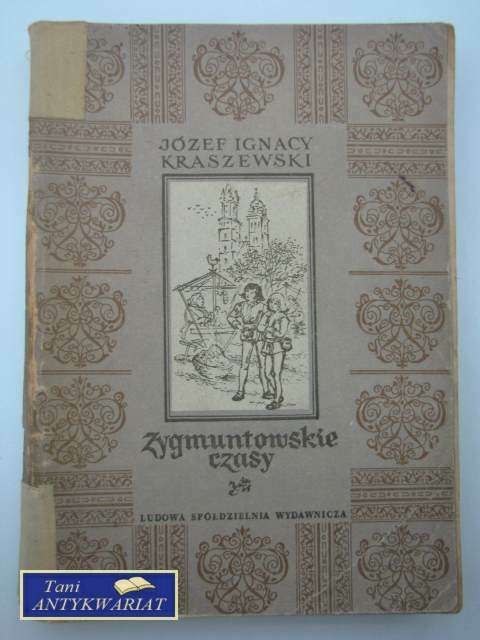 JÓZEF IGNACY
KRASZEWSKI
Zygmuntowskie
czasy
LUDOWA SPÓŁDZIELNIA WYDAWNICZA
Tani
ANTYKWARIAT